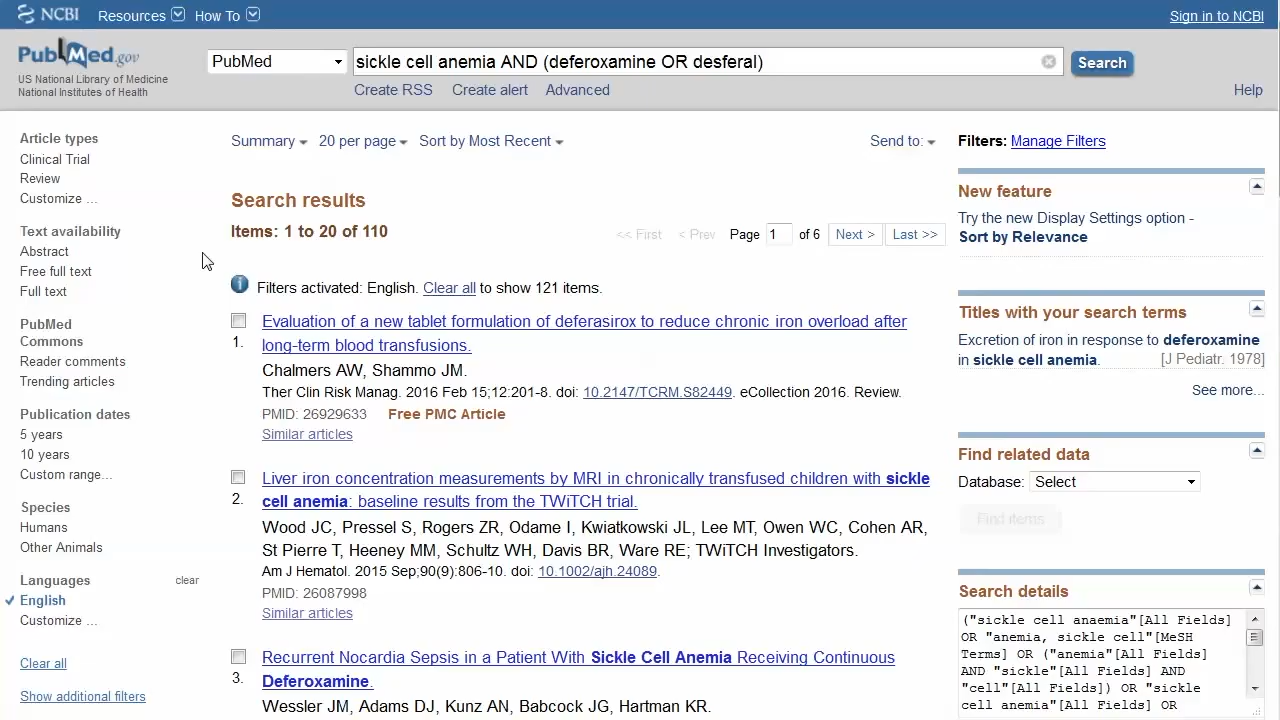 NCBI Resources How To Sign in to NCBI
PubMed.gov
US National Library of Medicine
National Institutes of Health
PubMed
sickle cell anemia AND (deferoxamine OR desferal)
Search
Create RSS Create alert Advanced
Help
Article types
Clinical Trial
Review
Customize ...
Text availability
Abstract
Free full text
Full text
PubMed
Commons
Reader comments
Trending articles
Publication dates
5 years
10 years
Custom range...
Species
Humans
Other Animals
Languages clear
English
Customize ...
Clear all
Show additional filters
Summary 20 per page Sort by Most Recent Send to:
Search results
Items: 1 to 20 of 110
<< First < Prev Page 1 of 6 Next > Last >>
Filters activated: English. Clear all to show 121 items.
Evaluation of a new tablet formulation of deferasirox to reduce chronic iron overload after
1. long-term blood transfusions.
Chalmers AW, Shammo JM.
Ther Clin Risk Manag. 2016 Feb 15;12:201-8. doi: 10.2147/TCRM.S82449. eCollection 2016. Review.
PMID: 26929633 Free PMC Article
Similar articles
Liver iron concentration measurements by MRI in chronically transfused children with sickle
2. cell anemia: baseline results from the TWiTCH trial.
Wood JC, Pressel S, Rogers ZR, Odame I, Kwiatkowski JL, Lee MT, Owen WC, Cohen AR,
St Pierre T, Heeney MM, Schultz WH, Davis BR, Ware RE; TWiTCH Investigators.
Am J Hematol. 2015 Sep;90(9):806-10. doi: 10.1002/ajh.24089.
PMID: 26087998
Similar articles
Recurrent Nocardia Sepsis in a Patient With Sickle Cell Anemia Receiving Continuous
3. Deferoxamine.
Wessler JM, Adams DJ, Kunz AN, Babcock JG, Hartman KR.
Filters: Manage Filters
New feature
Try the new Display Settings option -
Sort by Relevance
Titles with your search terms
Excretion of iron in response to deferoxamine
in sickle cell anemia. [J Pediatr. 1978]
See more...
Find related data
Database: Select
Find items
Search details
("sickle cell anaemia"[All Fields]
OR "anemia, sickle cell"[MeSH
Terms] OR ("anemia"[All Fields]
AND "sickle"[All Fields] AND
"cell"[All Fields]) OR "sickle
cell anemia"[All Fields] OR